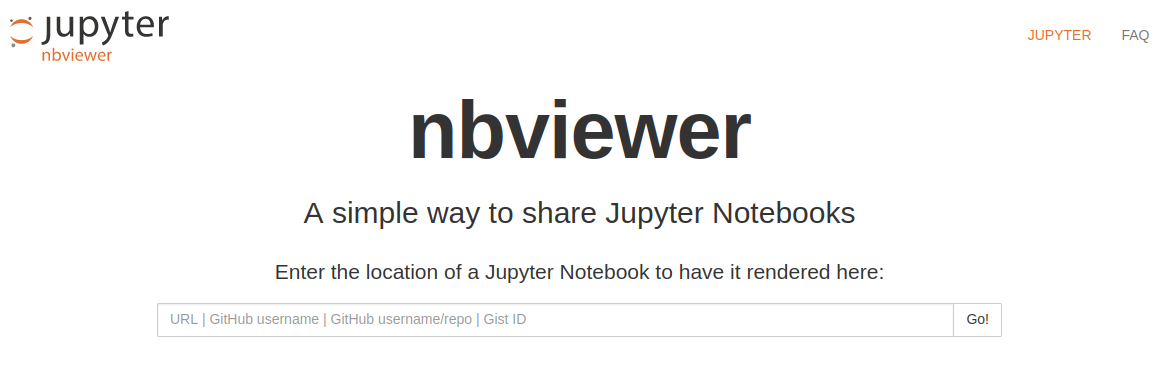 jupyter
nbviewer
JUPYTER FAQ
nbviewer
A simple way to share Jupyter Notebooks
Enter the location of a Jupyter Notebook to have it rendered here:
URL | GitHub username | GitHub username/repo | Gist ID Go!